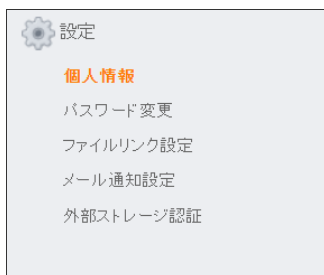 設定
個人情報
パスワード変更
ファイルリンク設定
メール通知設定
外部ストレージ認証